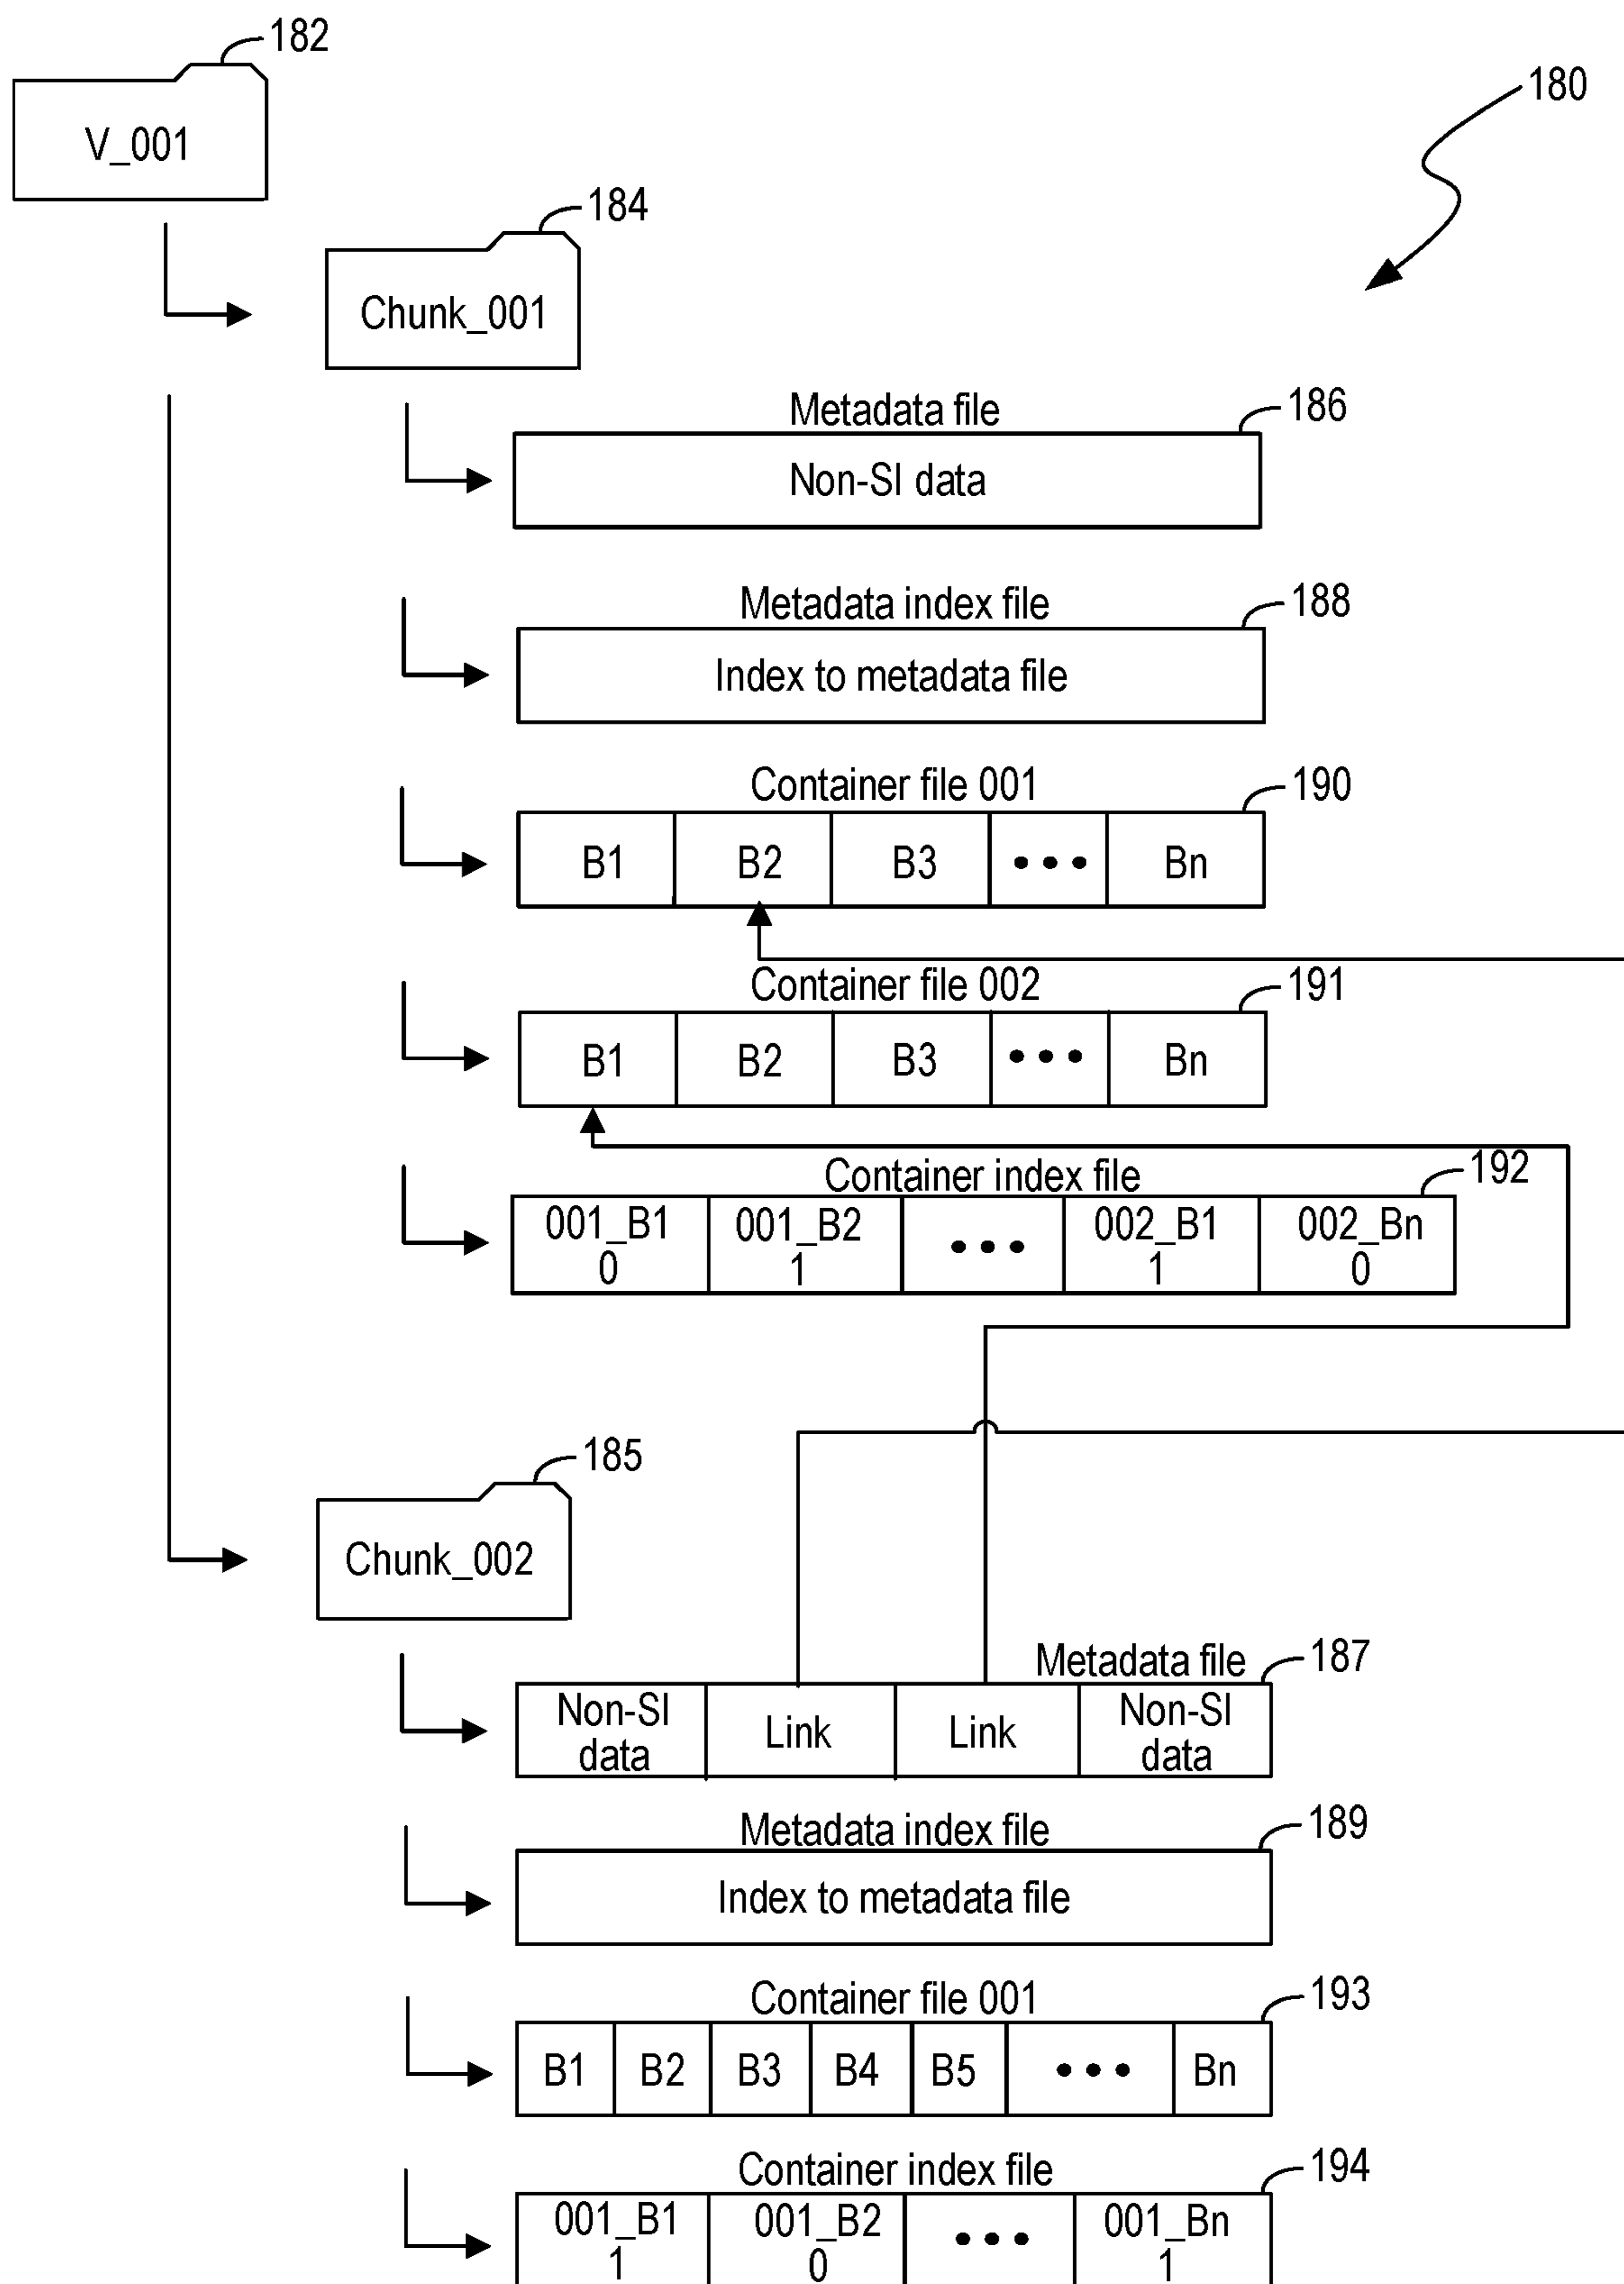 182
V_001
180
184
Chunk_001
Metadata file
186
Non-SI data
Metadata index file
188
Index to metadata file
Container file 001
190
B1 B2 B3 ••• Bn
Container file 002
191
B1 B2 B3 ••• Bn
Container index file
192
001_B1 001_B2 ••• 002_B1 002_Bn
0 1 1 0
185
Chunk_002
Metadata file
187
Non-SI Link Link Non-SI
data data
Metadata index file
189
Index to metadata file
Container file 001
193
B1 B2 B3 B4 B5 ••• Bn
Container index file
194
001_B1 001_B2 ••• 001_Bn
1 0 1